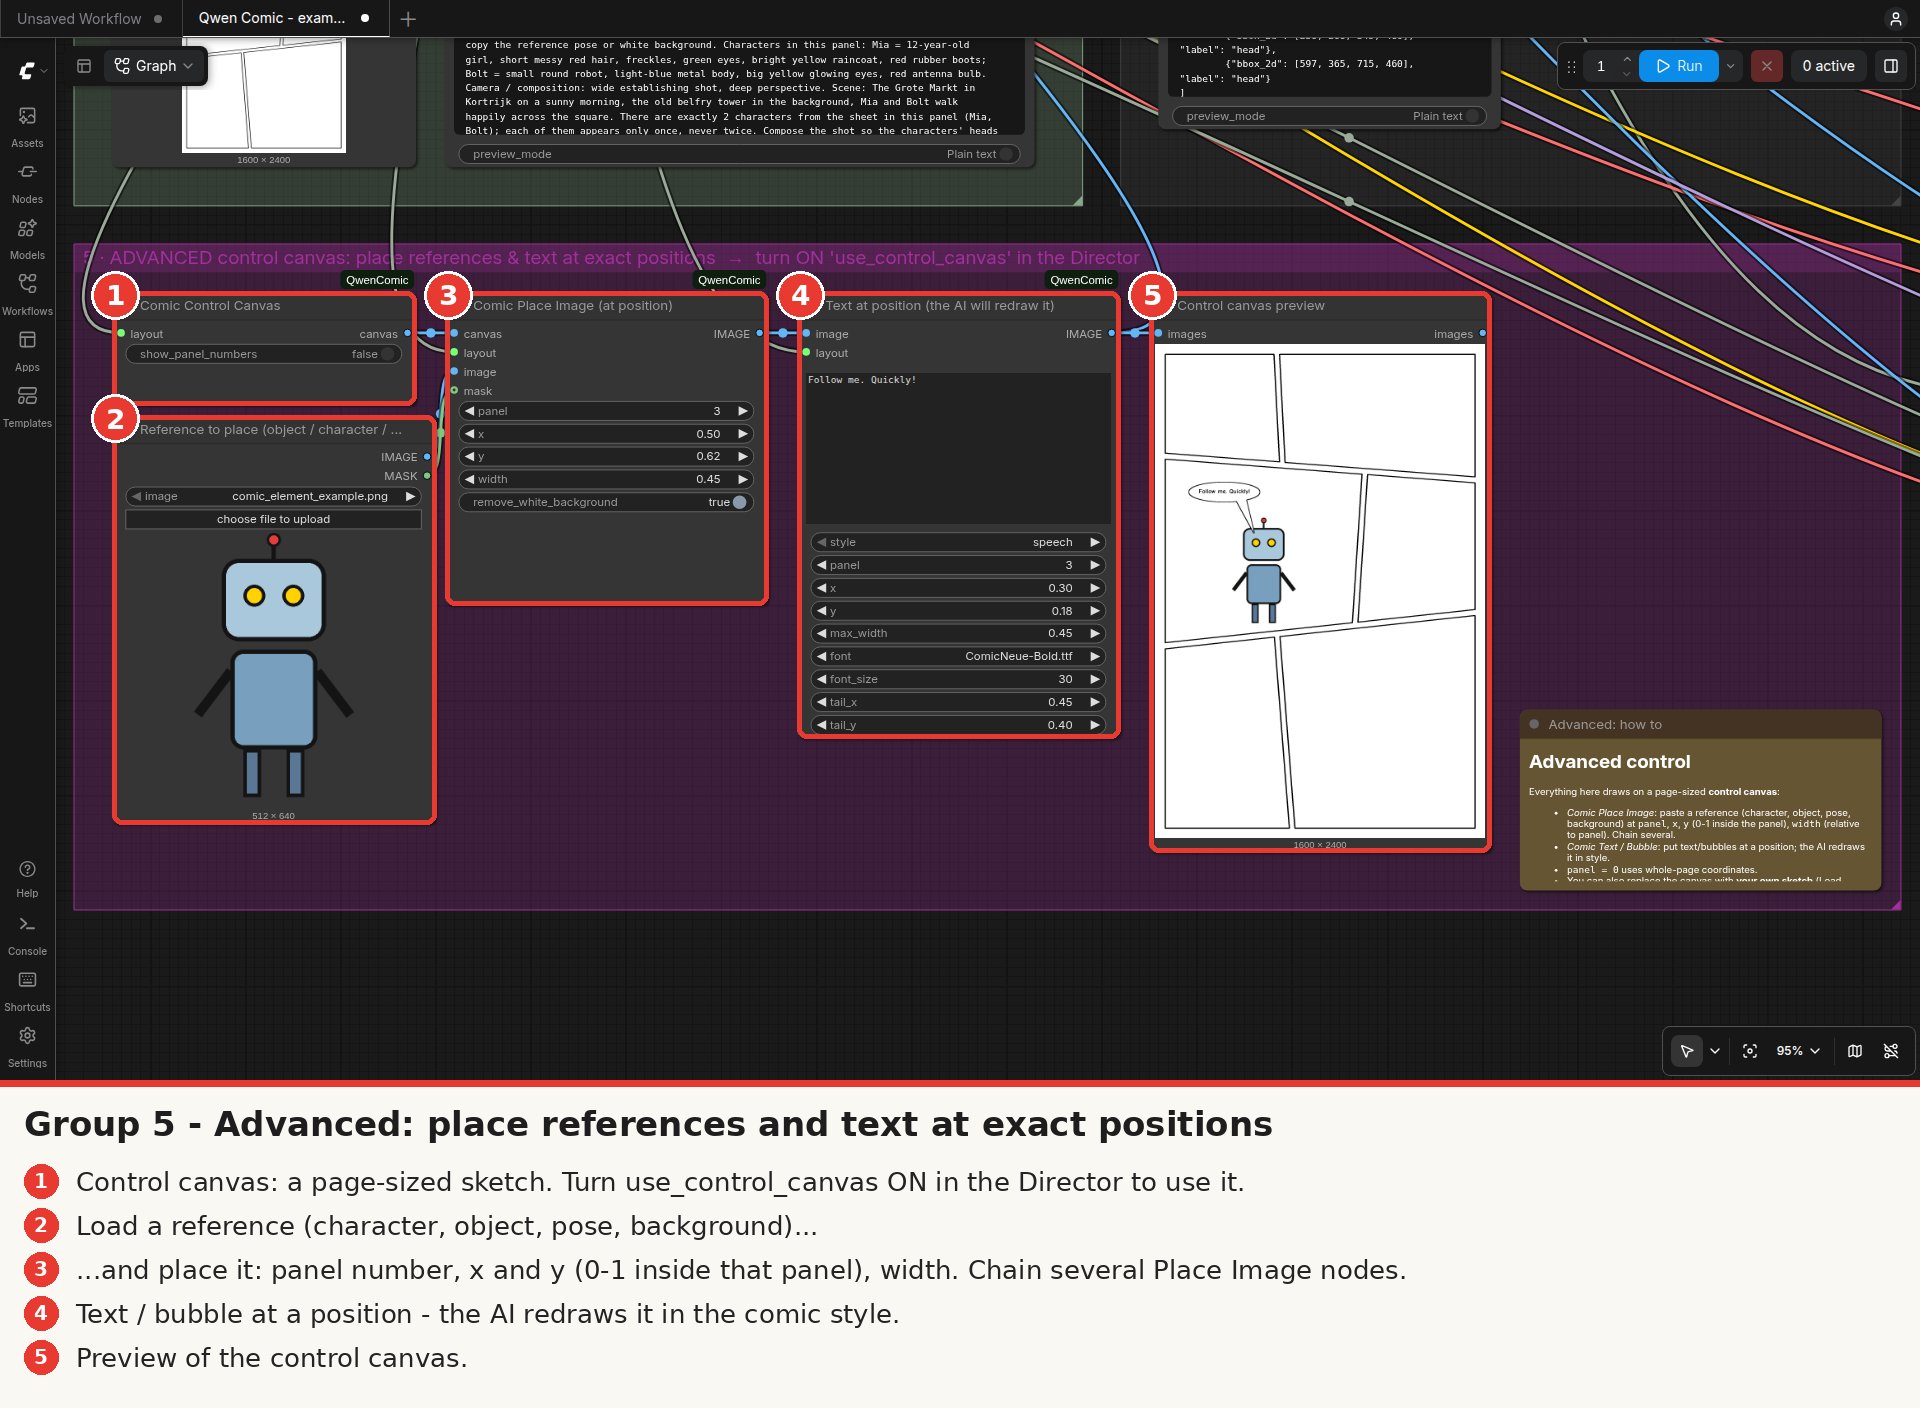 Unsaved Workflow
Qwen Comic - exam...
Graph
1
Run
0 active
Assets
Nodes
Models
Workflows
Apps
Templates
Help
Console
Shortcuts
Settings
1600 × 2400
copy the reference pose or white background. Characters in this panel: Mia = 12-year-old
girl, short messy red hair, freckles, green eyes, bright yellow raincoat, red rubber boots;
Bolt = small round robot, light-blue metal body, big yellow glowing eyes, red antenna bulb.
Camera / composition: wide establishing shot, deep perspective. Scene: The Grote Markt in
Kortrijk on a sunny morning, the old belfry tower in the background, Mia and Bolt walk
happily across the square. There are exactly 2 characters from the sheet in this panel (Mia,
Bolt); each of them appears only once, never twice. Compose the shot so the characters' heads
preview_mode Plain text
"label": "head"},
{"bbox_2d": [597, 365, 715, 460],
"label": "head"}
]
preview_mode Plain text
5 · ADVANCED control canvas: place references & text at exact positions → turn ON 'use_control_canvas' in the Director
QwenComic
QwenComic
QwenComic
1
Comic Control Canvas
layout canvas
show_panel_numbers false
2
Reference to place (object / character / ...
IMAGE
MASK
image comic_element_example.png
choose file to upload
512 × 640
3
Comic Place Image (at position)
canvas IMAGE
layout
image
mask
panel 3
x 0.50
y 0.62
width 0.45
remove_white_background true
4
Text at position (the AI will redraw it)
image IMAGE
layout
Follow me. Quickly!
style speech
panel 3
x 0.30
y 0.18
max_width 0.45
font ComicNeue-Bold.ttf
font_size 30
tail_x 0.45
tail_y 0.40
5
Control canvas preview
images images
Follow me. Quickly!
1600 × 2400
Advanced: how to
Advanced control
Everything here draws on a page-sized control canvas:
• Comic Place Image: paste a reference (character, object, pose,
background) at panel, x, y (0-1 inside the panel), width (relative
to panel). Chain several.
• Comic Text / Bubble: put text/bubbles at a position; the AI redraws
it in style.
• panel = 0 uses whole-page coordinates.
• You can also replace the canvas with your own sketch (Load
95%
Group 5 - Advanced: place references and text at exact positions
1 Control canvas: a page-sized sketch. Turn use_control_canvas ON in the Director to use it.
2 Load a reference (character, object, pose, background)...
3 ...and place it: panel number, x and y (0-1 inside that panel), width. Chain several Place Image nodes.
4 Text / bubble at a position - the AI redraws it in the comic style.
5 Preview of the control canvas.